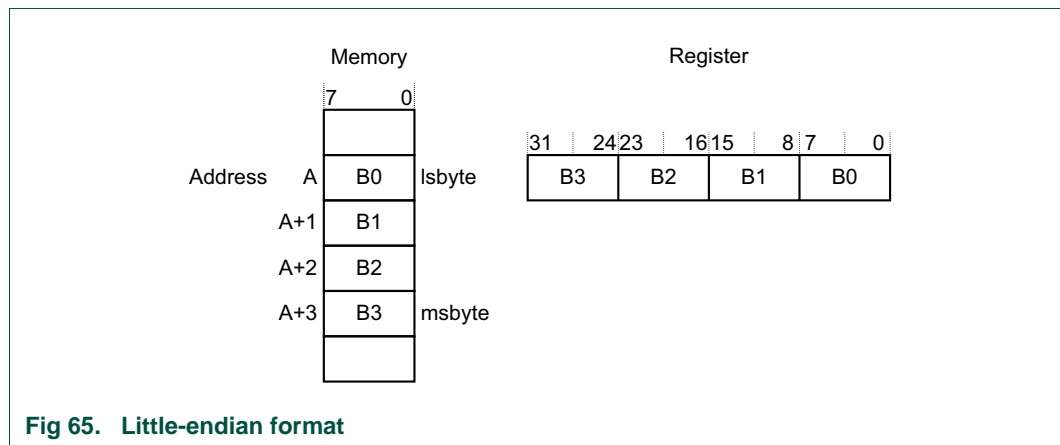 Memory Register
7 0
31 24 23 16 15 8 7 0
Address A B0 lsbyte B3 B2 B1 B0
A+1 B1
A+2 B2
A+3 B3 msbyte
Fig 65. Little-endian format